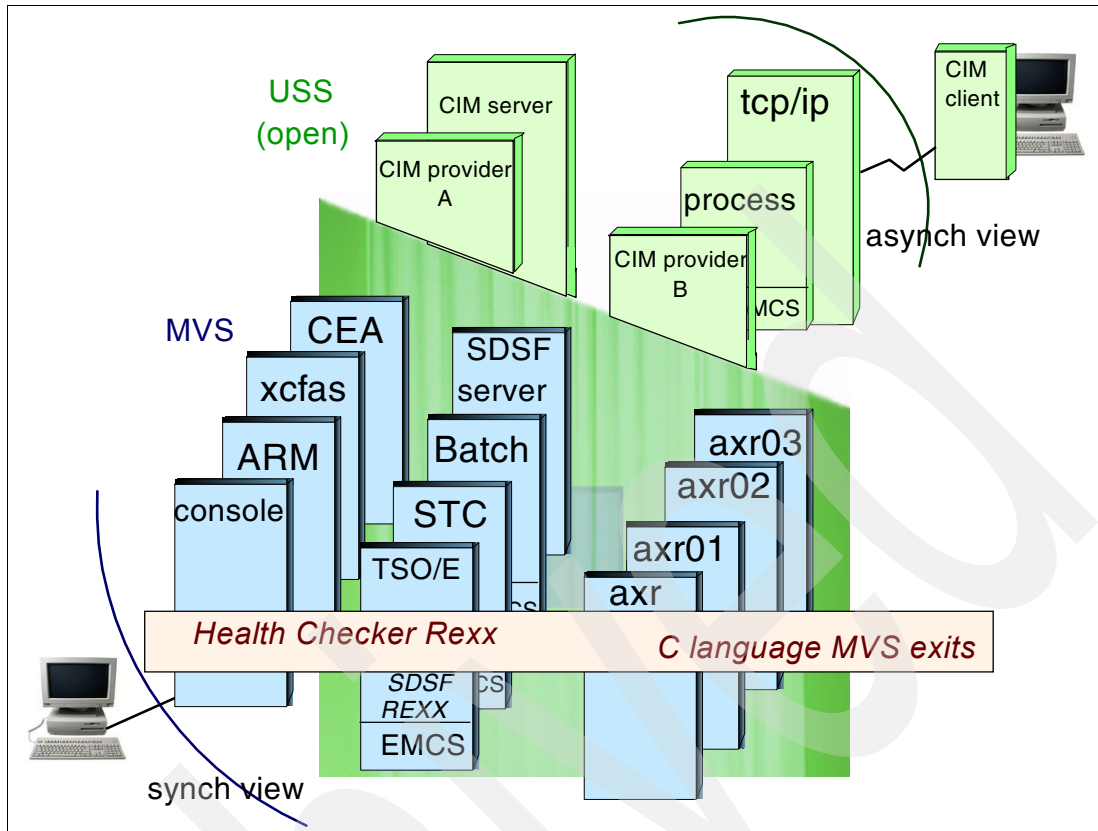 USS
(open)
CIM server
CIM provider
A
tcp/ip
CIM
client
process
CIM provider
B
MCS
asynch view
MVS
CEA
xcfas
ARM
console
SDSF
server
Batch
STC
TSO/E
CS
axr03
axr02
axr01
axr
Health Checker Rexx
C language MVS exits
SDSF
REXX
CS
EMCS
synch view